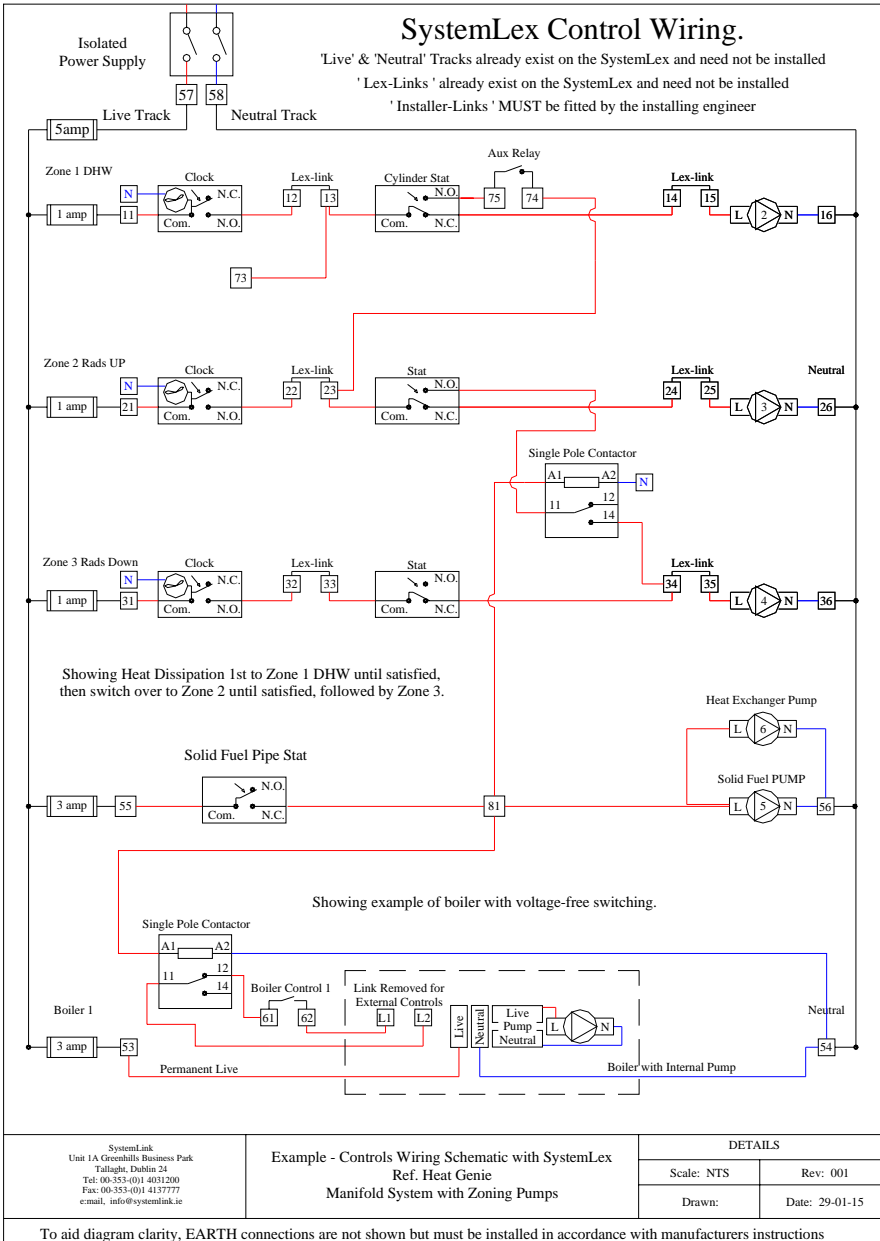 SystemLex Control Wiring.
'Live' & 'Neutral' Tracks already exist on the SystemLex and need not be installed
' Lex-Links ' already exist on the SystemLex and need not be installed
' Installer-Links ' MUST be fitted by the installing engineer
Isolated
Power Supply
57
58
Live Track
Neutral Track
5amp
Zone 1 DHW
Clock
Lex-link
Cylinder Stat
Aux Relay
Lex-link
N
N.C.
N.O.
1 amp
11
Com.
N.O.
12
13
Com.
N.C.
75
74
14
15
L
2
N
16
73
Zone 2 Rads UP
Clock
Lex-link
Stat
Lex-link
Neutral
N
N.C.
N.O.
1 amp
21
Com.
N.O.
22
23
Com.
N.C.
24
25
L
3
N
26
Single Pole Contactor
A1
A2
N
11
12
14
Zone 3 Rads Down
Clock
Lex-link
Stat
Lex-link
N
N.C.
N.O.
1 amp
31
Com.
N.O.
32
33
Com.
N.C.
34
35
L
4
N
36
Showing Heat Dissipation 1st to Zone 1 DHW until satisfied,
then switch over to Zone 2 until satisfied, followed by Zone 3.
Heat Exchanger Pump
L
6
N
Solid Fuel Pipe Stat
Solid Fuel PUMP
3 amp
55
N.O.
Com.
N.C.
81
L
5
N
56
Showing example of boiler with voltage-free switching.
Single Pole Contactor
A1
A2
11
12
14
Boiler Control 1
61
62
Link Removed for
External Controls
L1
L2
Live
Neutral
Live
Pump
Neutral
L
N
Neutral
Boiler 1
3 amp
53
54
Permanent Live
Boiler with Internal Pump
SystemLink
Unit 1A Greenhills Business Park
Tallaght, Dublin 24
Tel: 00-353-(0)1 4031200
Fax: 00-353-(0)1 4137777
e:mail, info@systemlink.ie
Example - Controls Wiring Schematic with SystemLex
Ref. Heat Genie
Manifold System with Zoning Pumps
DETAILS
Scale: NTS
Rev: 001
Drawn:
Date: 29-01-15
To aid diagram clarity, EARTH connections are not shown but must be installed in accordance with manufacturers instructions